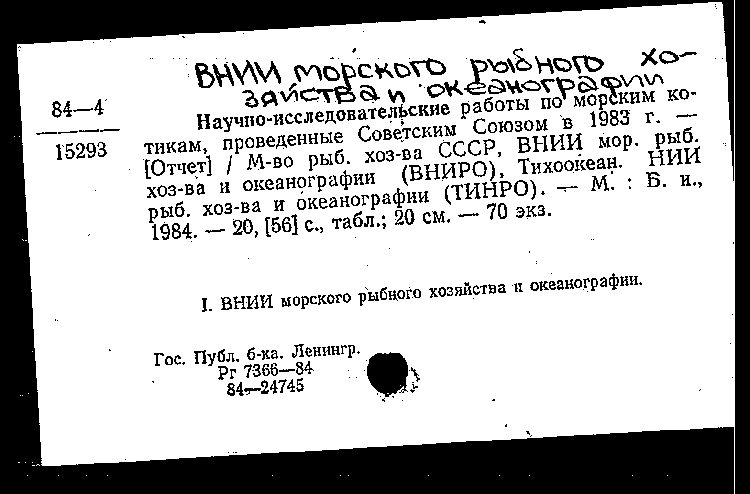 ВНИИ морского рыбного хо-
зяйства и океанографии
84—4
15293
Научно-исследовательские работы по морским ко-
тикам, проведенные Советским Союзом в 1983 г. —
[Отчет] / М-во рыб. хоз-ва СССР, ВНИИ мор. рыб.
хоз-ва и океанографии (ВНИРО), Тихоокеан. НИИ
рыб. хоз-ва и океанографии (ТИНРО). — М. : Б. и.,
1984. — 20, [56] с., табл.; 20 см. — 70 экз.
I. ВНИИ морского рыбного хозяйства и океанографии.
Гос. Публ. б-ка. Ленингр.
Рг 7366—84
84—24745